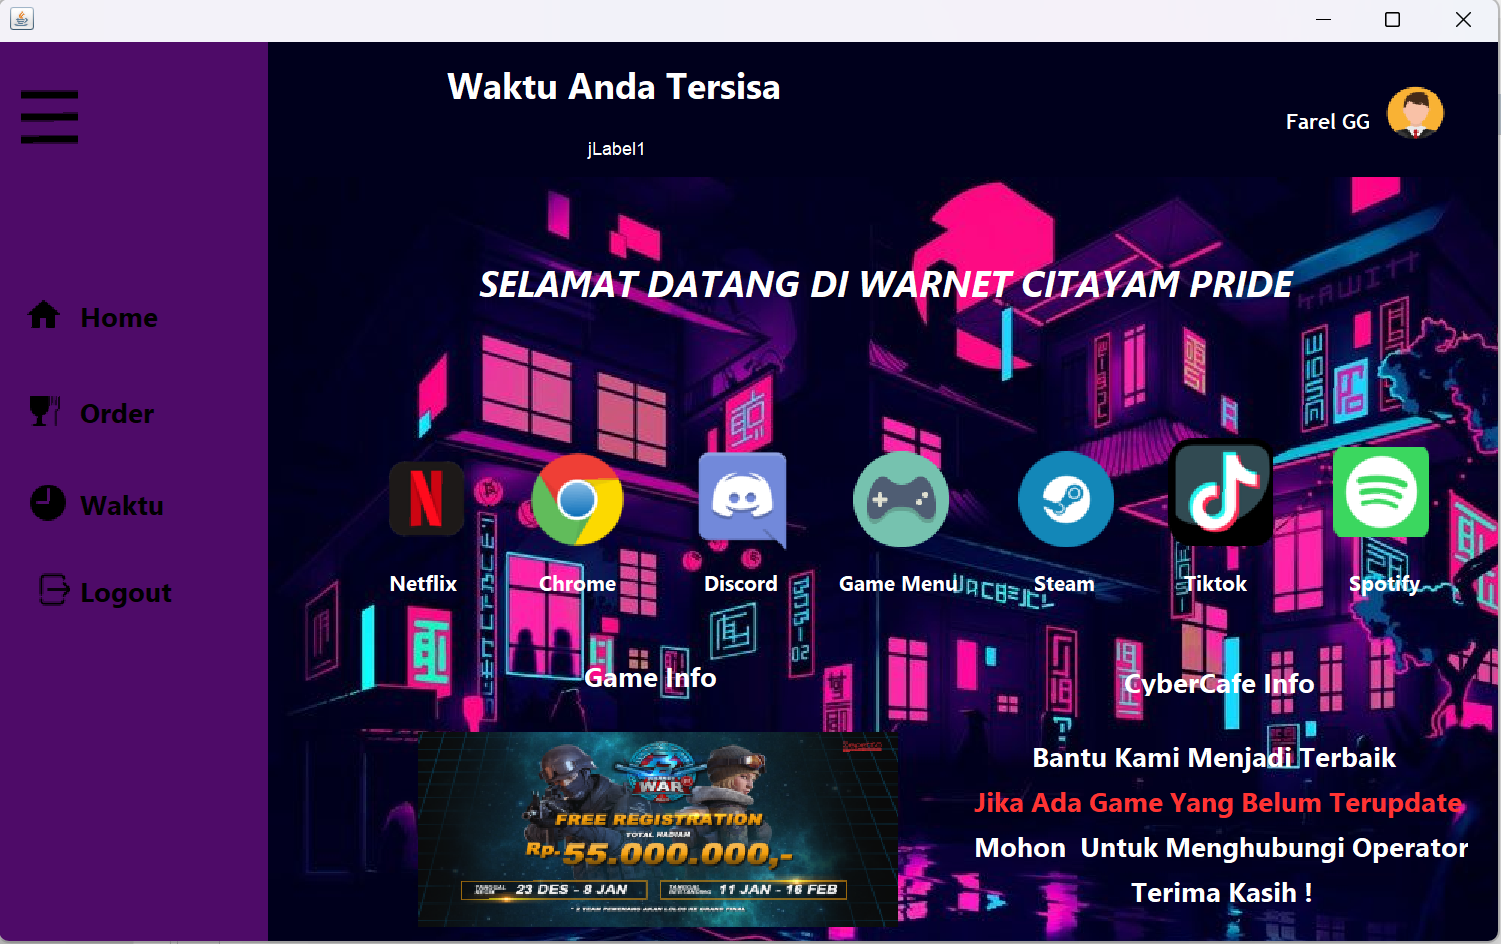 Waktu Anda Tersisa
Farel GG
jLabel1
SELAMAT DATANG DI WARNET CITAYAM PRIDE
Home
Order
Waktu
Logout
Netflix
Chrome
Discord
Game Menu
Steam
Tiktok
Spotify
Game Info
CyberCafe Info
WAR
FREE REGISTRATION
TOTAL HADIAH
Rp. 55.000.000,-
23 DES - 8 JAN
11 JAN - 16 FEB
Bantu Kami Menjadi Terbaik
Jika Ada Game Yang Belum Terupdate
Mohon Untuk Menghubungi Operator
Terima Kasih !